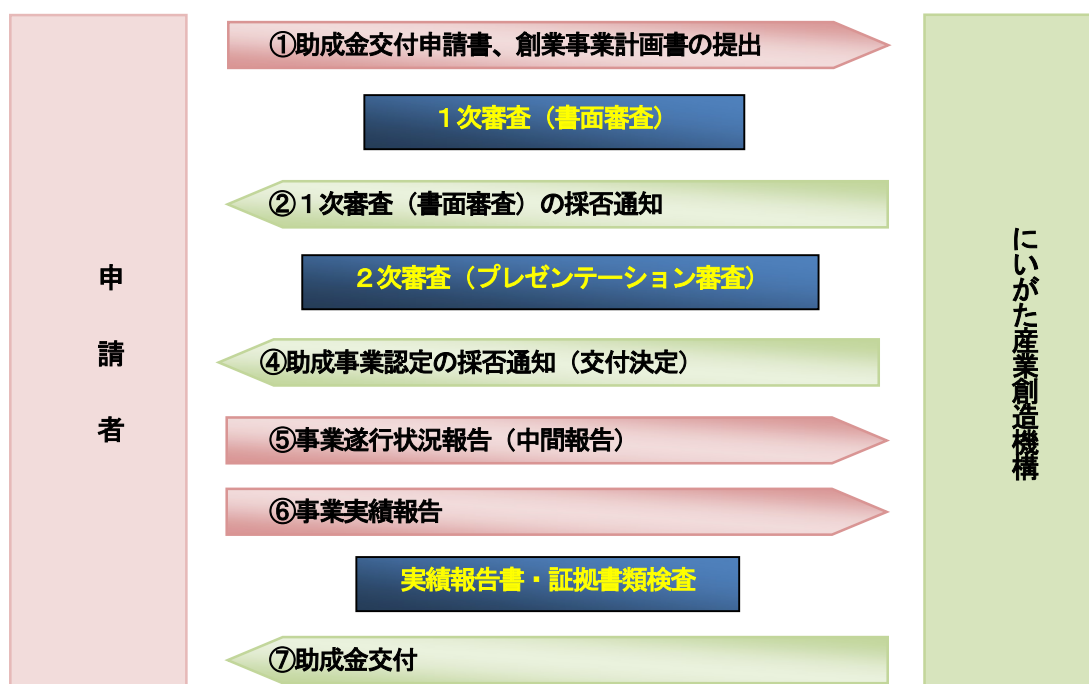 申請者
①助成金交付申請書、創業事業計画書の提出
１次審査（書面審査）
②１次審査（書面審査）の採否通知
２次審査（プレゼンテーション審査）
④助成事業認定の採否通知（交付決定）
⑤事業遂行状況報告（中間報告）
⑥事業実績報告
実績報告書・証拠書類検査
⑦助成金交付
にいがた産業創造機構